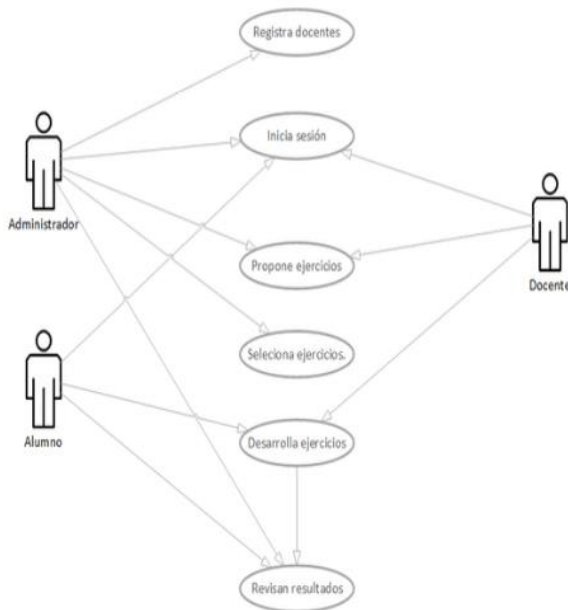 Registra docentes
Inicia sesión
Administrador
Propone ejercicios
Docente
Seleciona ejercicios.
Alumno
Desarrolla ejercicios
Revisan resultados